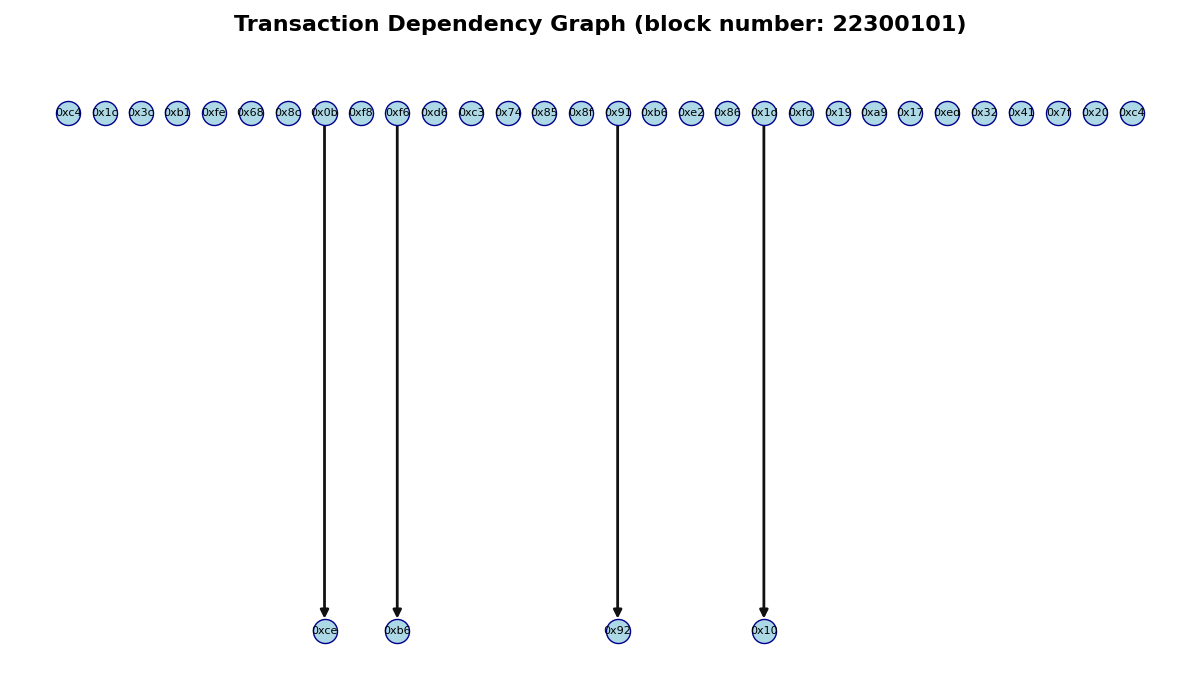 Transaction Dependency Graph (block number: 22300101)
0xc4 0x1c 0x3c 0xb1 0xfe 0x68 0x8c 0x0b 0xf8 0xf6 0xd6 0xc3 0x74 0x85 0x8f 0x91 0xb6 0xe2 0x86 0x1d 0xfd 0x19 0xa9 0x17 0xed 0x32 0x41 0x7f 0x20 0xc4
0xce 0xb6 0x92 0x10